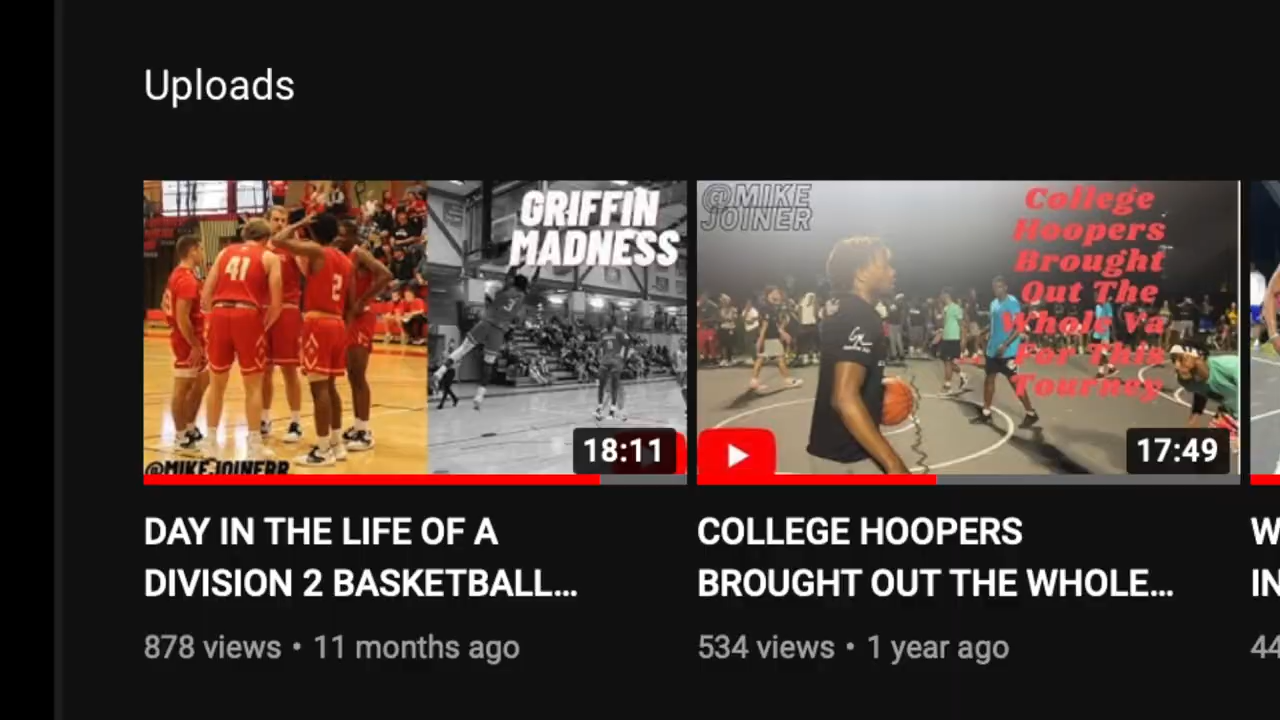 Uploads
GRIFFIN
MADNESS
41
2
@MIKEJOINERR
18:11
@MIKE
JOINER
College
Hoopers
Brought
Out The
Whole Va
For This
Tourney
17:49
DAY IN THE LIFE OF A
DIVISION 2 BASKETBALL...
878 views • 11 months ago
COLLEGE HOOPERS
BROUGHT OUT THE WHOLE...
534 views • 1 year ago
W
IN
44